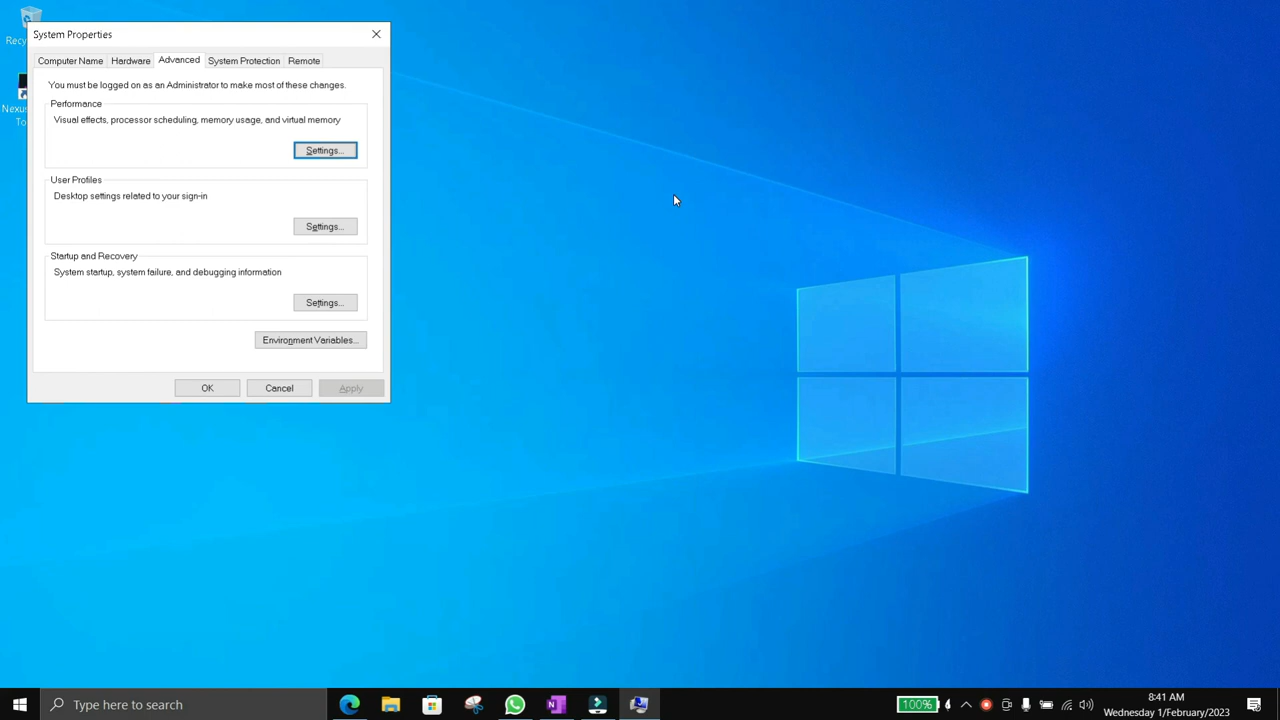 Recy
Nexus
To
System Properties
Computer Name
Hardware
Advanced
System Protection
Remote
You must be logged on as an Administrator to make most of these changes.
Performance
Visual effects, processor scheduling, memory usage, and virtual memory
Settings...
User Profiles
Desktop settings related to your sign-in
Settings...
Startup and Recovery
System startup, system failure, and debugging information
Settings...
Environment Variables...
OK
Cancel
Apply
Type here to search
N
100%
8:41 AM
Wednesday 1/February/2023